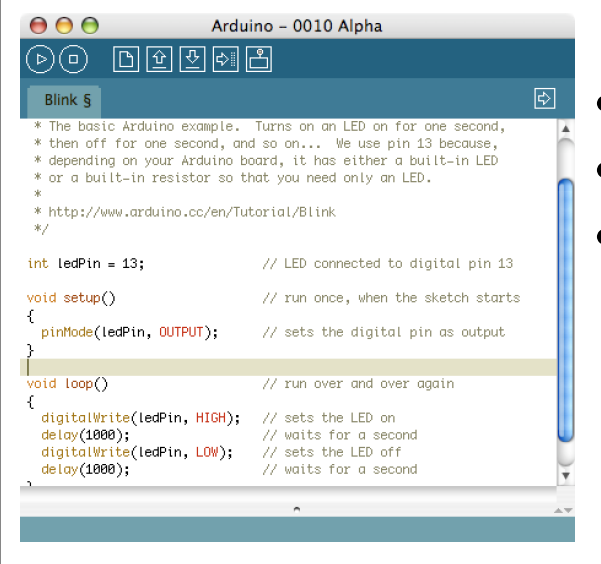 Arduino – 0010 Alpha
Blink §
* The basic Arduino example.  Turns on an LED on for one second,
* then off for one second, and so on...  We use pin 13 because,
* depending on your Arduino board, it has either a built-in LED
* or a built-in resistor so that you need only an LED.
*
* http://www.arduino.cc/en/Tutorial/Blink
*/
int ledPin = 13;                // LED connected to digital pin 13
void setup()                    // run once, when the sketch starts
{
  pinMode(ledPin, OUTPUT);      // sets the digital pin as output
}
void loop()                     // run over and over again
{
  digitalWrite(ledPin, HIGH);   // sets the LED on
  delay(1000);                  // waits for a second
  digitalWrite(ledPin, LOW);    // sets the LED off
  delay(1000);                  // waits for a second
}